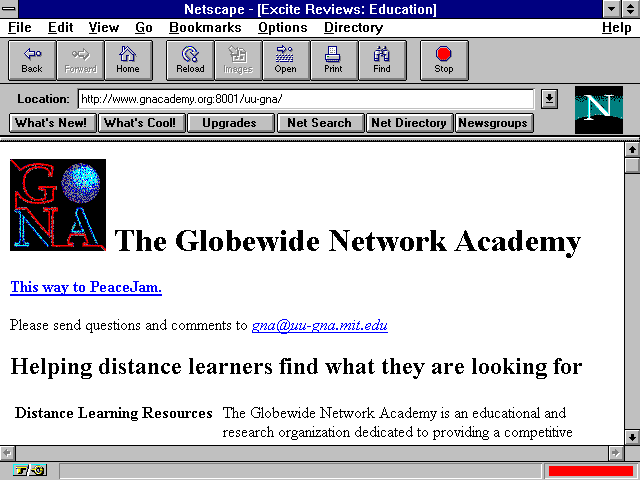 Netscape - [Excite Reviews: Education]
File Edit View Go Bookmarks Options Directory Help
Back Forward Home Reload Images Open Print Find Stop
Location: http://www.gnacademy.org:8001/uu-gna/
N
What's New! What's Cool! Upgrades Net Search Net Directory Newsgroups
G
NA
The Globewide Network Academy
This way to PeaceJam.
Please send questions and comments to gna@uu-gna.mit.edu
Helping distance learners find what they are looking for
Distance Learning Resources The Globewide Network Academy is an educational and
research organization dedicated to providing a competitive